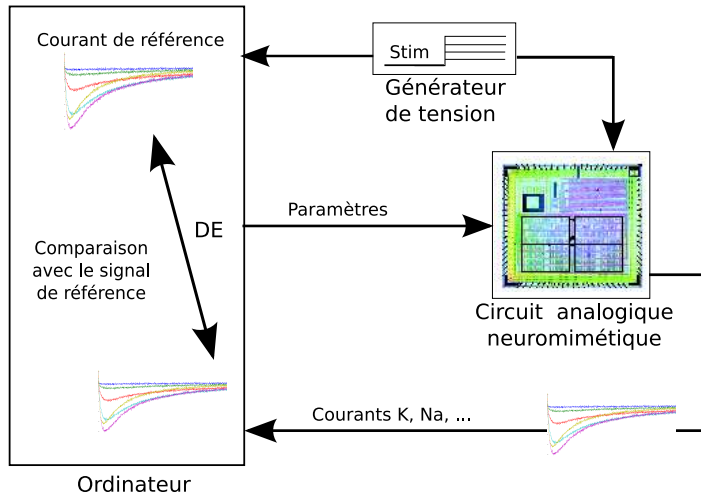 Courant de référence
Stim
Générateur
de tension
Paramètres
DE
Comparaison
avec le signal
de référence
Circuit analogique
neuromimétique
Courants K, Na, ...
Ordinateur